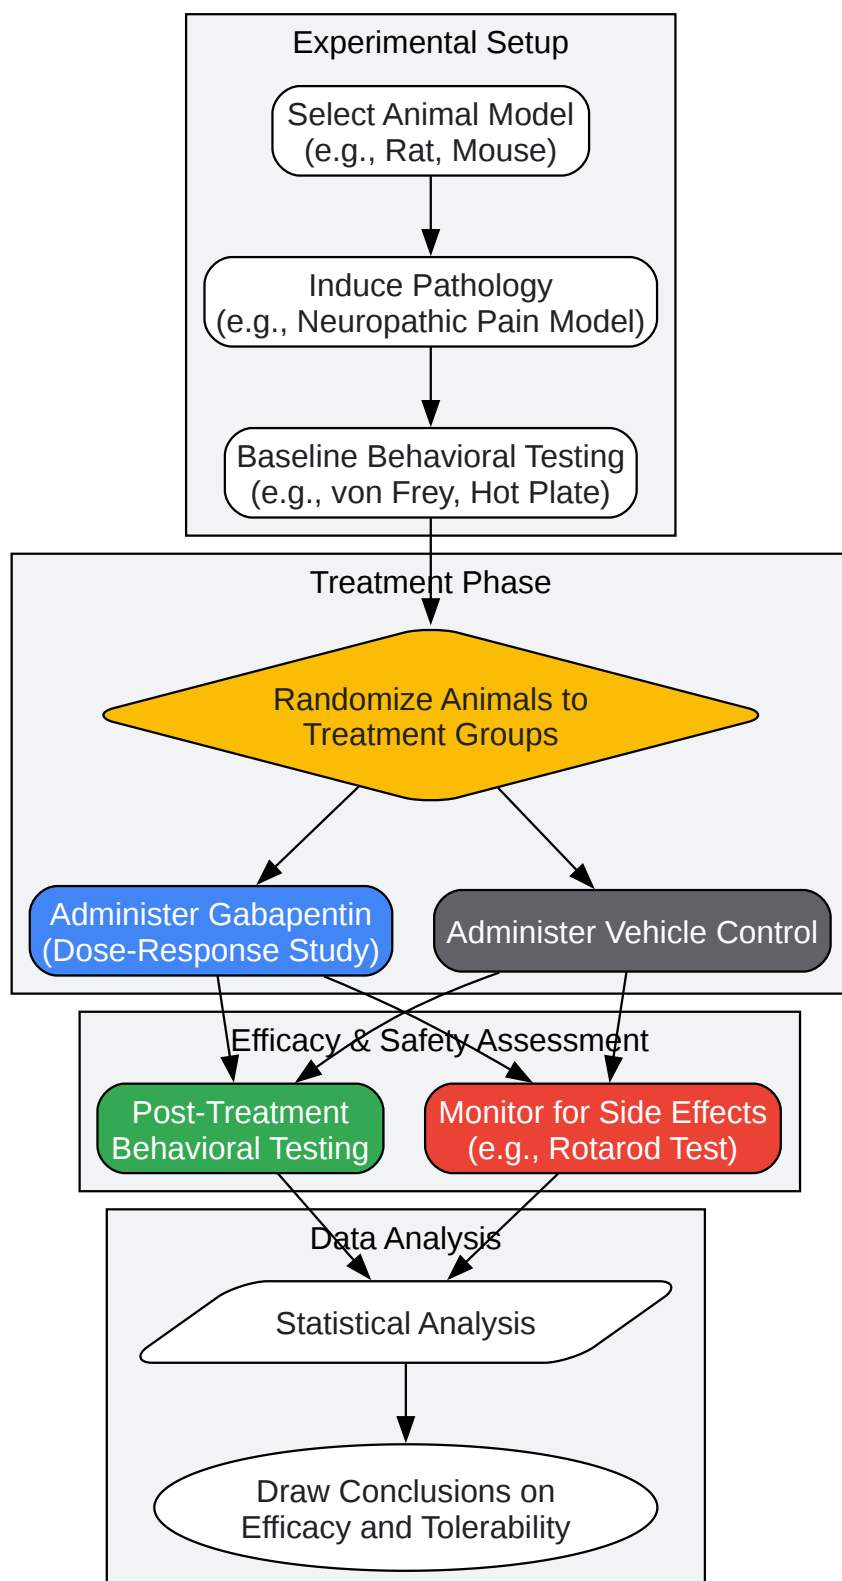 Experimental Setup
Select Animal Model
(e.g., Rat, Mouse)
Induce Pathology
(e.g., Neuropathic Pain Model)
Baseline Behavioral Testing
(e.g., von Frey, Hot Plate)
Treatment Phase
Randomize Animals to
Treatment Groups
Administer Gabapentin
(Dose-Response Study)
Administer Vehicle Control
Efficacy & Safety Assessment
Post-Treatment
Behavioral Testing
Monitor for Side Effects
(e.g., Rotarod Test)
Data Analysis
Statistical Analysis
Draw Conclusions on
Efficacy and Tolerability